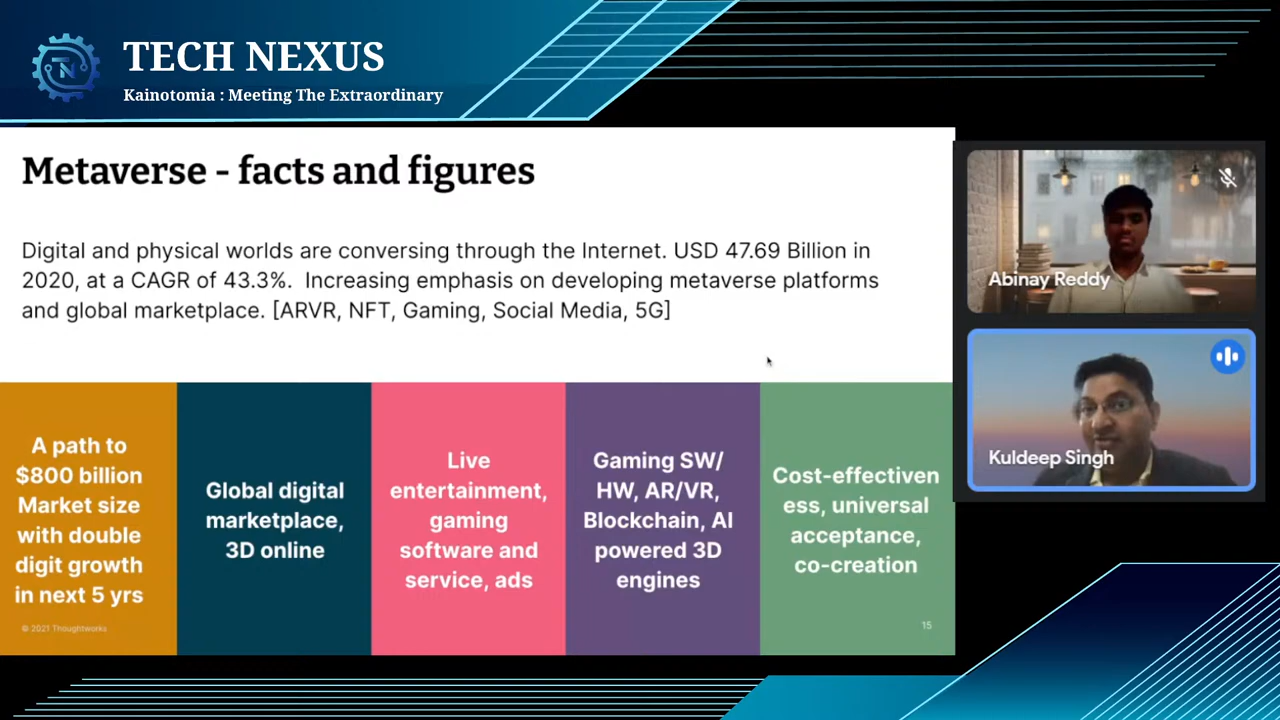 TECH NEXUS
Kainotomia : Meeting The Extraordinary
TN
Metaverse - facts and figures
Digital and physical worlds are conversing through the Internet. USD 47.69 Billion in
2020, at a CAGR of 43.3%. Increasing emphasis on developing metaverse platforms
and global marketplace. [ARVR, NFT, Gaming, Social Media, 5G]
A path to
$800 billion
Market size
with double
digit growth
in next 5 yrs
Global digital
marketplace,
3D online
Live
entertainment,
gaming
software and
service, ads
Gaming SW/
HW, AR/VR,
Blockchain, AI
powered 3D
engines
Cost-effectiven
ess, universal
acceptance,
co-creation
© 2021 Thoughtworks
15
Abinay Reddy
Kuldeep Singh